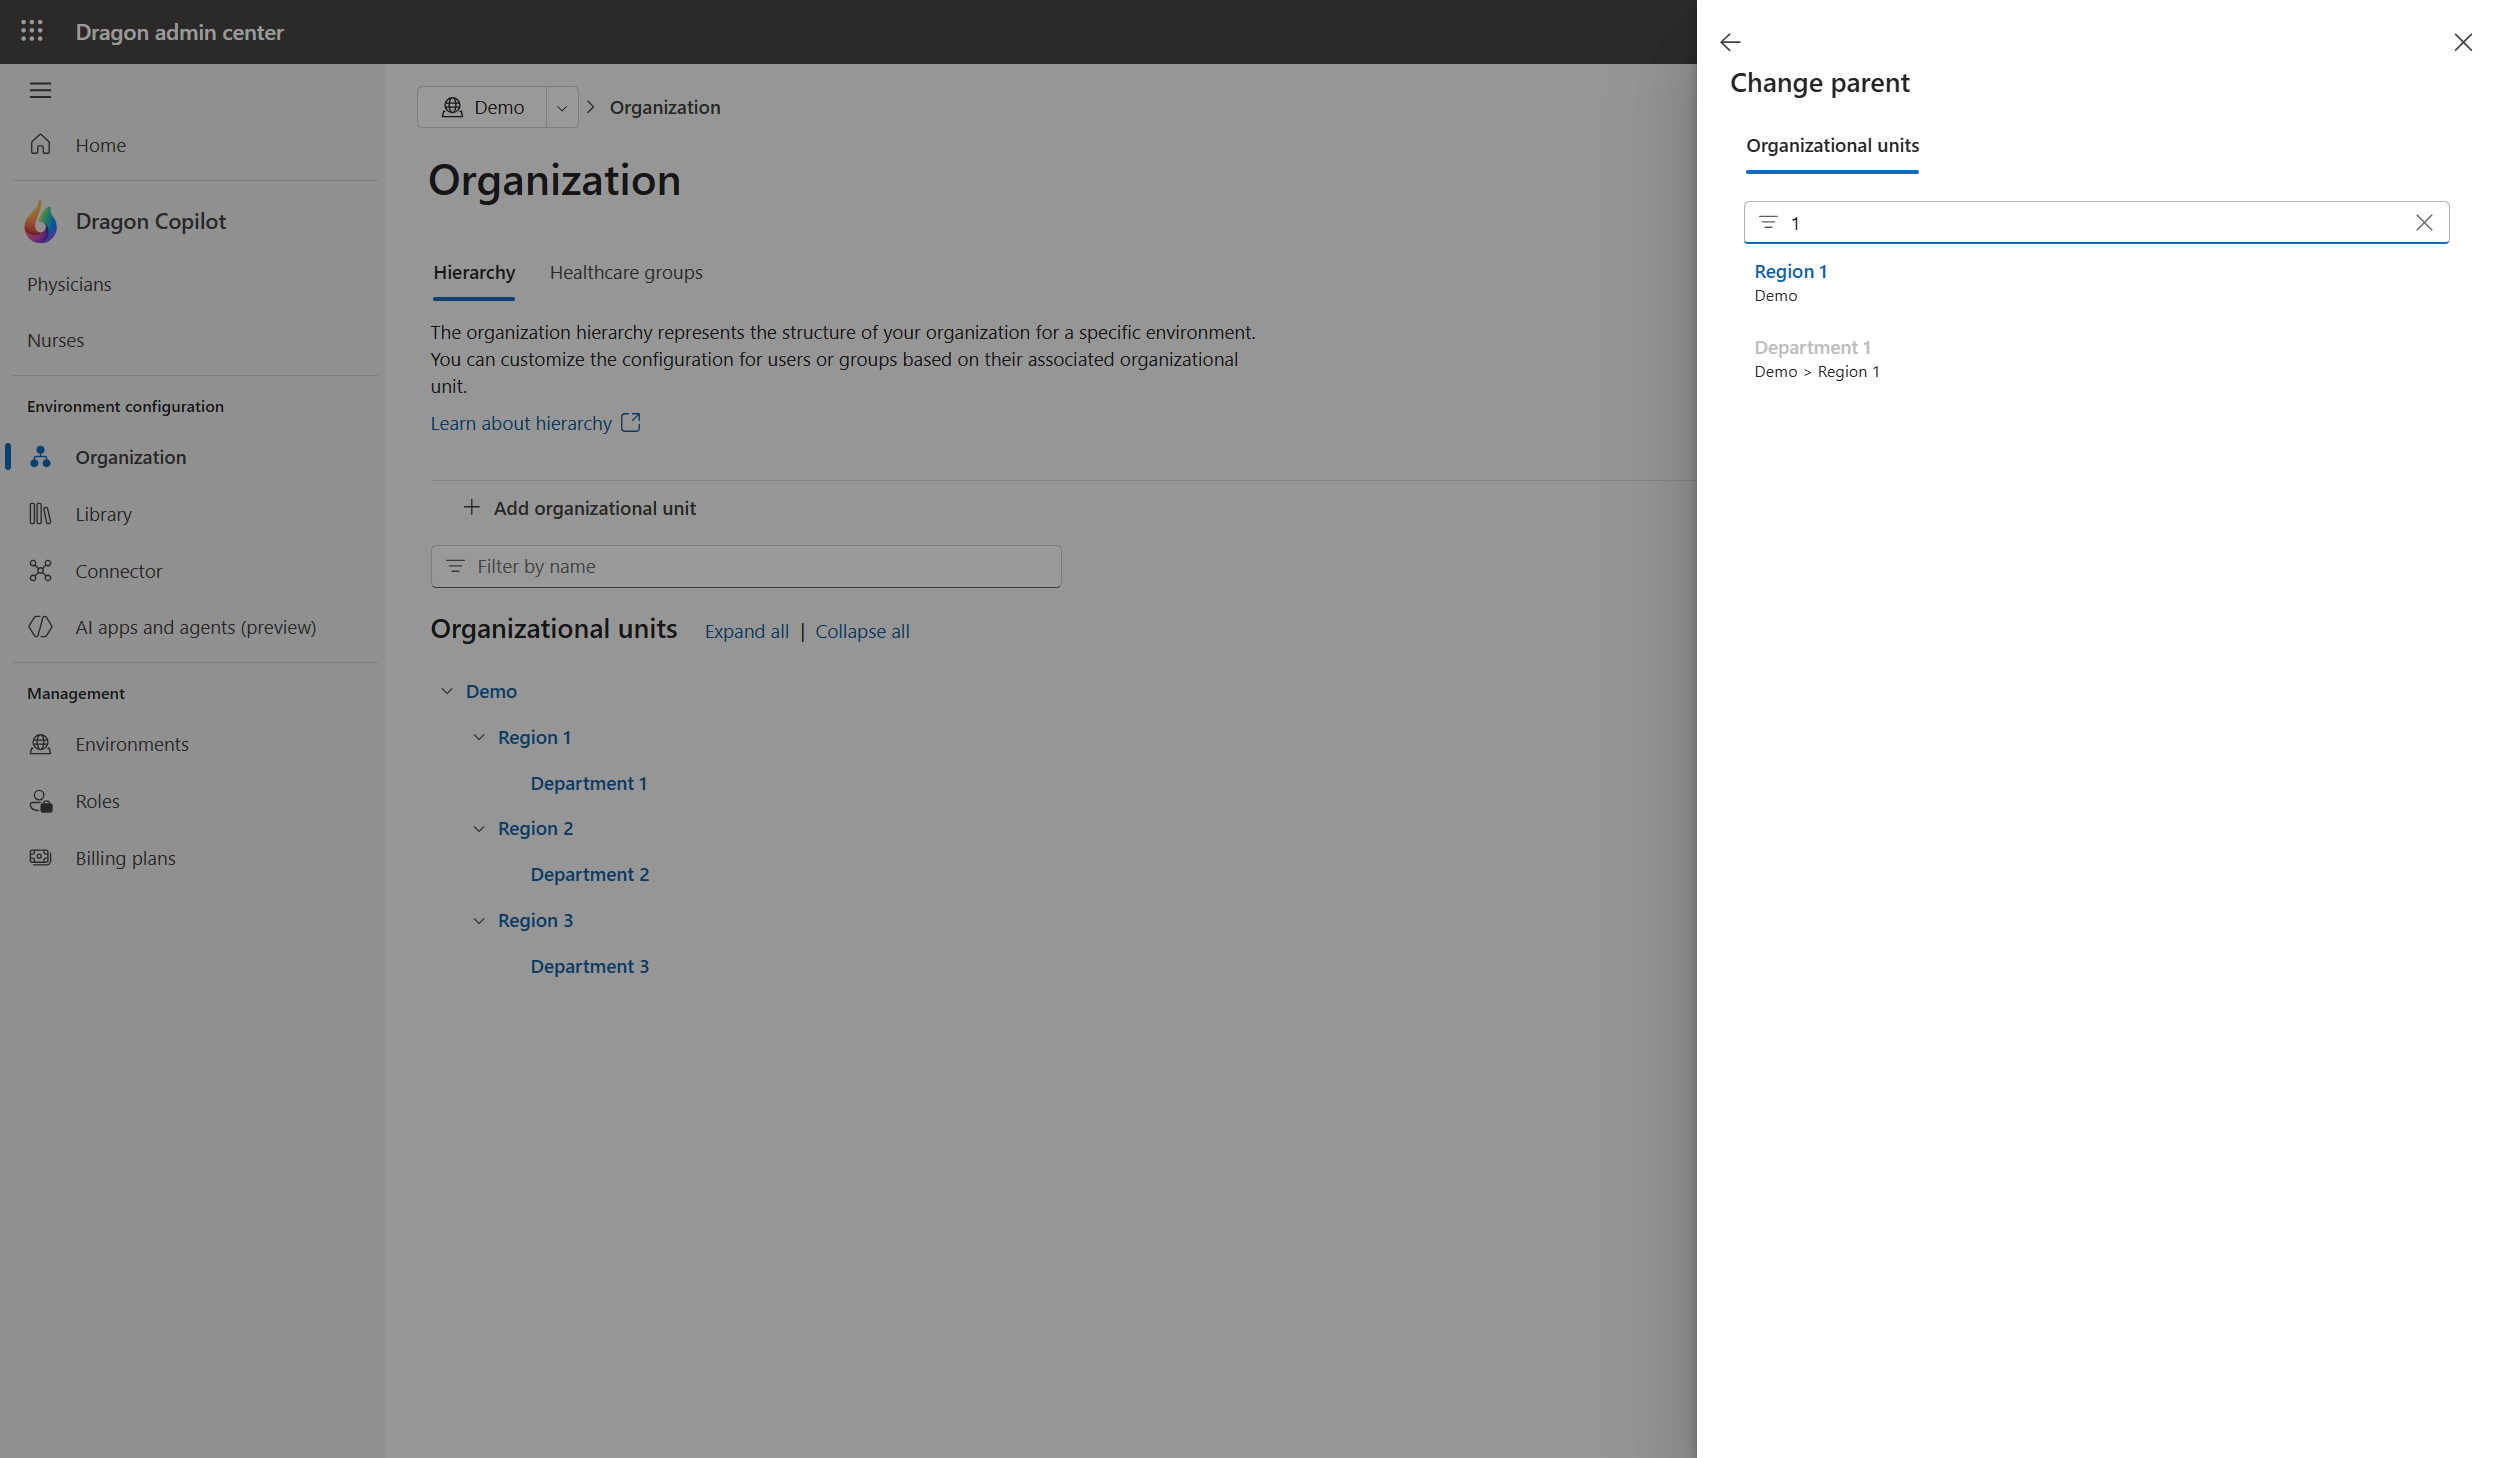 Dragon admin center
Home
Dragon Copilot
Physicians
Nurses
Environment configuration
Organization
Library
Connector
AI apps and agents (preview)
Management
Environments
Roles
Billing plans
Demo
Organization
Organization
Hierarchy
Healthcare groups
The organization hierarchy represents the structure of your organization for a specific environment.
You can customize the configuration for users or groups based on their associated organizational
unit.
Learn about hierarchy
Add organizational unit
Filter by name
Organizational units
Expand all | Collapse all
Demo
Region 1
Department 1
Region 2
Department 2
Region 3
Department 3
Change parent
Organizational units
1
Region 1
Demo
Department 1
Demo > Region 1